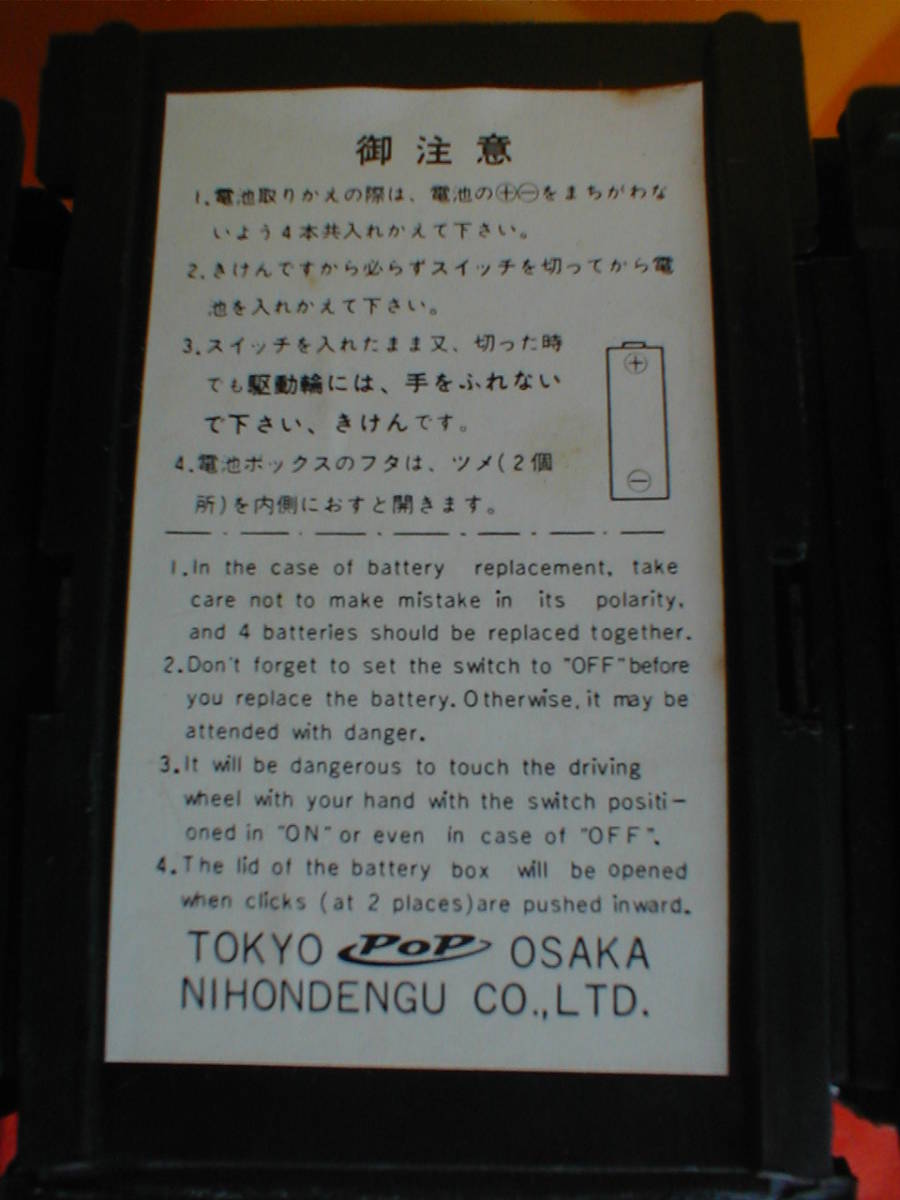 御注意
1.電池取りかえの際は、電池の⊕⊖をまちがわな
いよう4本共入れかえて下さい。
2.きけんですから必らずスイッチを切ってから電
池を入れかえて下さい。
3.スイッチを入れたまま又、切った時
でも駆動輪には、手をふれない
で下さい、きけんです。
4.電池ボックスのフタは、ツメ(2個
所)を内側におすと開きます。
⊕
⊖
1.In the case of battery replacement, take
care not to make mistake in its polarity,
and 4 batteries should be replaced together.
2.Don't forget to set the switch to "OFF" before
you replace the battery. Otherwise, it may be
attended with danger.
3.It will be dangerous to touch the driving
wheel with your hand with the switch positi-
oned in "ON" or even in case of "OFF".
4.The lid of the battery box will be opened
when clicks (at 2 places) are pushed inward.
TOKYO PoP OSAKA
NIHONDENGU CO.,LTD.